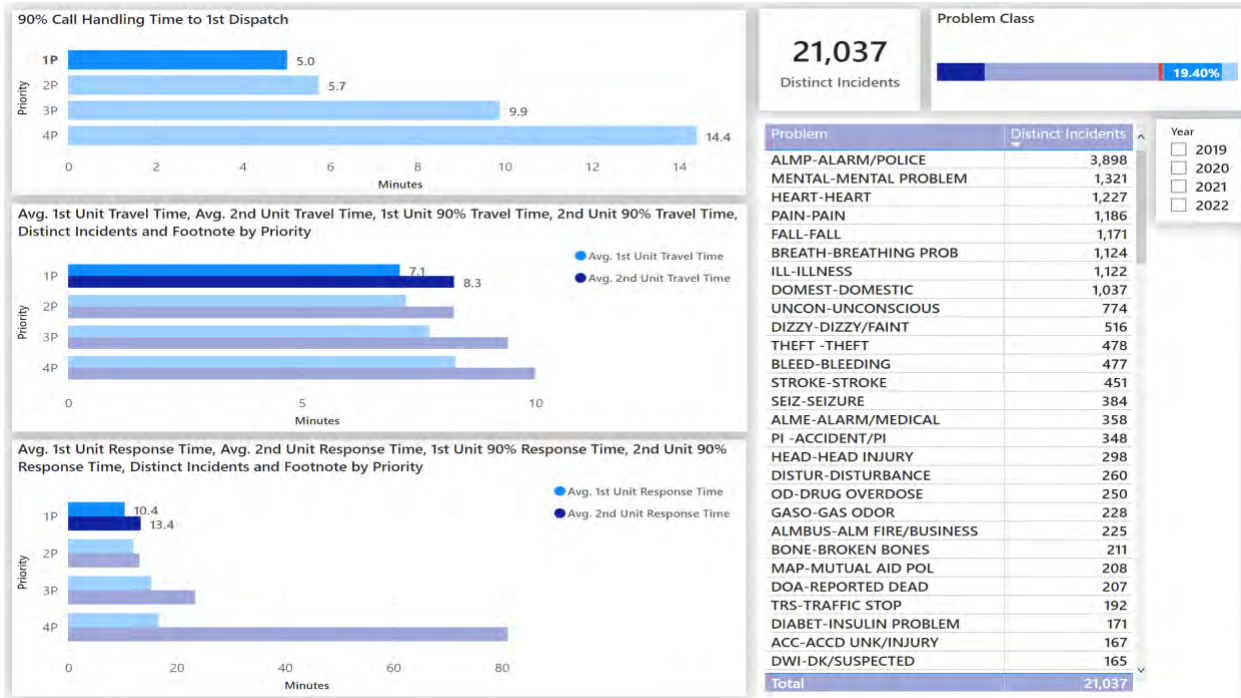 90% Call Handling Time to 1st Dispatch
Priority
1P
5.0
2P
5.7
3P
9.9
4P
14.4
0 2 4 6 8 10 12 14
Minutes
Avg. 1st Unit Travel Time, Avg. 2nd Unit Travel Time, 1st Unit 90% Travel Time, 2nd Unit 90% Travel Time,
Distinct Incidents and Footnote by Priority
Avg. 1st Unit Travel Time
Avg. 2nd Unit Travel Time
Priority
1P
7.1
8.3
2P
3P
4P
0 5 10
Minutes
Avg. 1st Unit Response Time, Avg. 2nd Unit Response Time, 1st Unit 90% Response Time, 2nd Unit 90%
Response Time, Distinct Incidents and Footnote by Priority
Avg. 1st Unit Response Time
Avg. 2nd Unit Response Time
Priority
1P
10.4
13.4
2P
3P
4P
0 20 40 60 80
Minutes
21,037
Distinct Incidents
Problem Class
19.40%
Problem Distinct Incidents
ALMP-ALARM/POLICE 3,898
MENTAL-MENTAL PROBLEM 1,321
HEART-HEART 1,227
PAIN-PAIN 1,186
FALL-FALL 1,171
BREATH-BREATHING PROB 1,124
ILL-ILLNESS 1,122
DOMEST-DOMESTIC 1,037
UNCON-UNCONSCIOUS 774
DIZZY-DIZZY/FAINT 516
THEFT -THEFT 478
BLEED-BLEEDING 477
STROKE-STROKE 451
SEIZ-SEIZURE 384
ALME-ALARM/MEDICAL 358
PI -ACCIDENT/PI 348
HEAD-HEAD INJURY 298
DISTUR-DISTURBANCE 260
OD-DRUG OVERDOSE 250
GASO-GAS ODOR 228
ALMBUS-ALM FIRE/BUSINESS 225
BONE-BROKEN BONES 211
MAP-MUTUAL AID POL 208
DOA-REPORTED DEAD 207
TRS-TRAFFIC STOP 192
DIABET-INSULIN PROBLEM 171
ACC-ACCD UNK/INJURY 167
DWI-DK/SUSPECTED 165
Total 21,037
Year
2019
2020
2021
2022